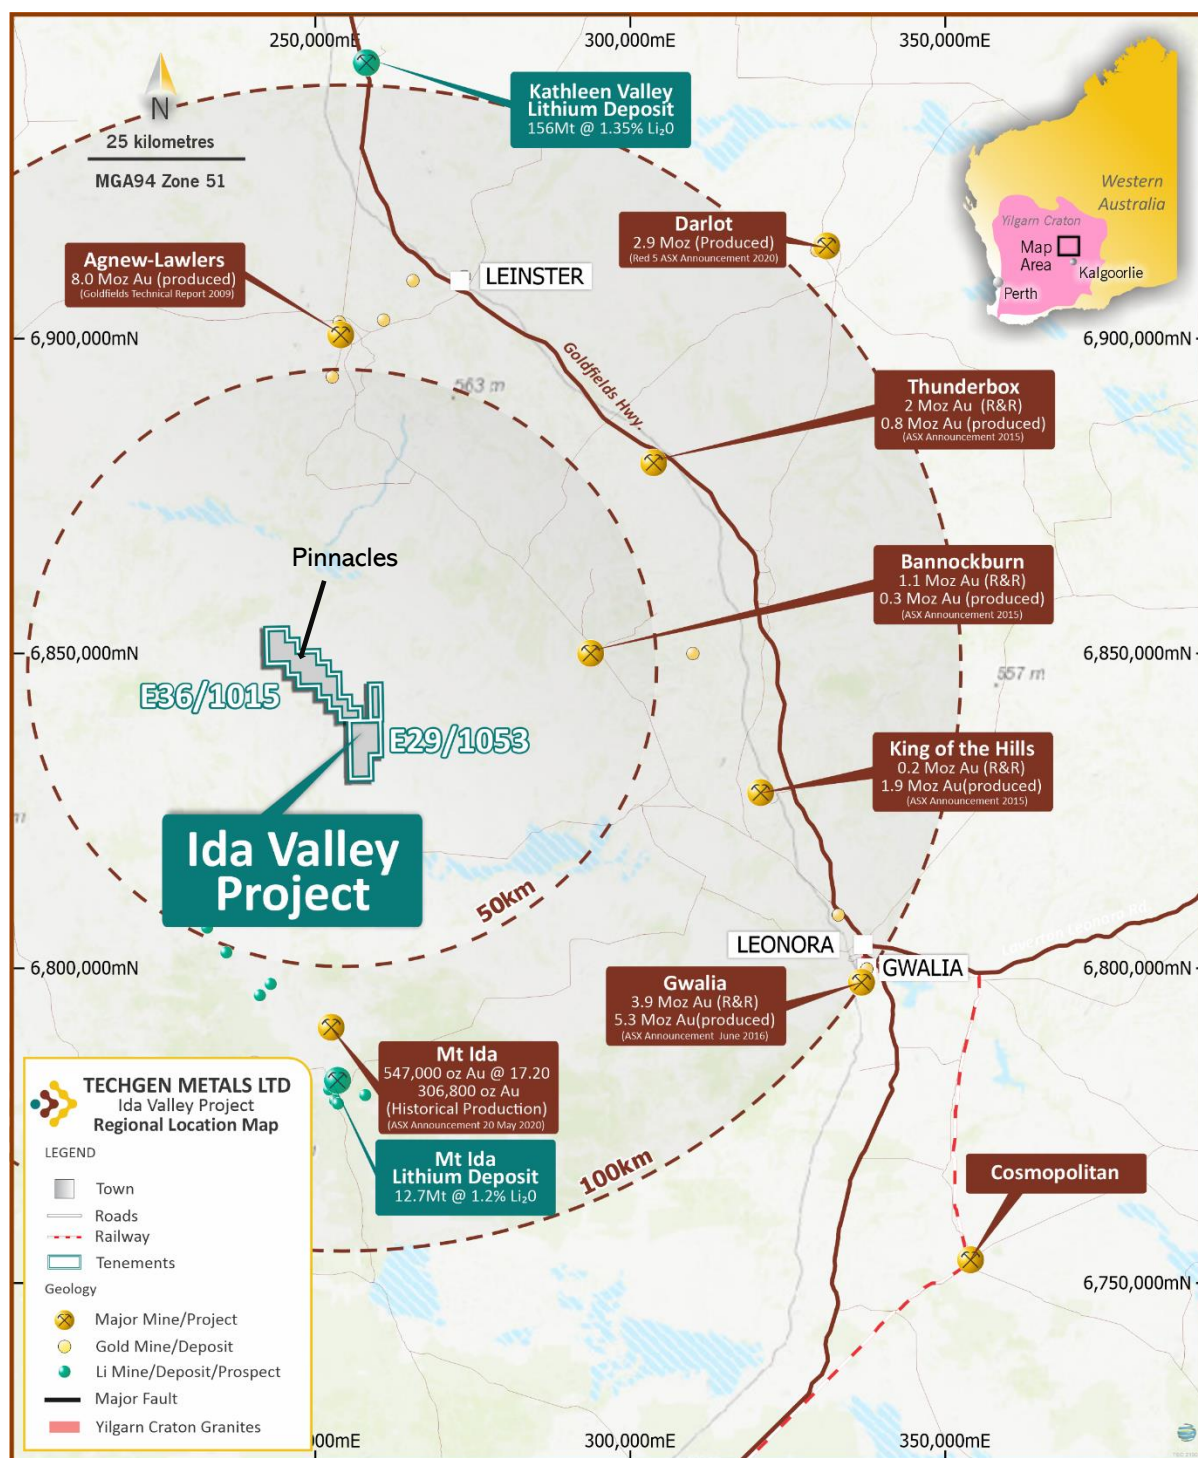 250,000mE
300,000mE
350,000mE
N
25 kilometres
MGA94 Zone 51
Kathleen Valley
Lithium Deposit
156Mt @ 1.35% Li₂0
Western
Australia
Yilgarn Craton
Map
Area
Kalgoorlie
Perth
Darlot
2.9 Moz (Produced)
(Red 5 ASX Announcement 2020)
Agnew-Lawlers
8.0 Moz Au (produced)
(Goldfields Technical Report 2009)
LEINSTER
6,900,000mN
6,900,000mN
Goldfields Hwy.
563 m
Thunderbox
2 Moz Au (R&R)
0.8 Moz Au (produced)
(ASX Announcement 2015)
Pinnacles
Bannockburn
1.1 Moz Au (R&R)
0.3 Moz Au (produced)
(ASX Announcement 2015)
6,850,000mN
6,850,000mN
557 m
E36/1015
E29/1053
King of the Hills
0.2 Moz Au (R&R)
1.9 Moz Au(produced)
(ASX Announcement 2015)
Ida Valley
Project
50km
Laverton Leonora Rd.
LEONORA
GWALIA
6,800,000mN
6,800,000mN
Gwalia
3.9 Moz Au (R&R)
5.3 Moz Au(produced)
(ASX Announcement June 2016)
Mt Ida
547,000 oz Au @ 17.20
306,800 oz Au
(Historical Production)
(ASX Announcement 20 May 2020)
Mt Ida
Lithium Deposit
12.7Mt @ 1.2% Li₂0
100km
Cosmopolitan
6,750,000mN
TECHGEN METALS LTD
Ida Valley Project
Regional Location Map
LEGEND
Town
Roads
Railway
Tenements
Geology
Major Mine/Project
Gold Mine/Deposit
Li Mine/Deposit/Prospect
Major Fault
Yilgarn Craton Granites
000mE
300,000mE
350,000mE